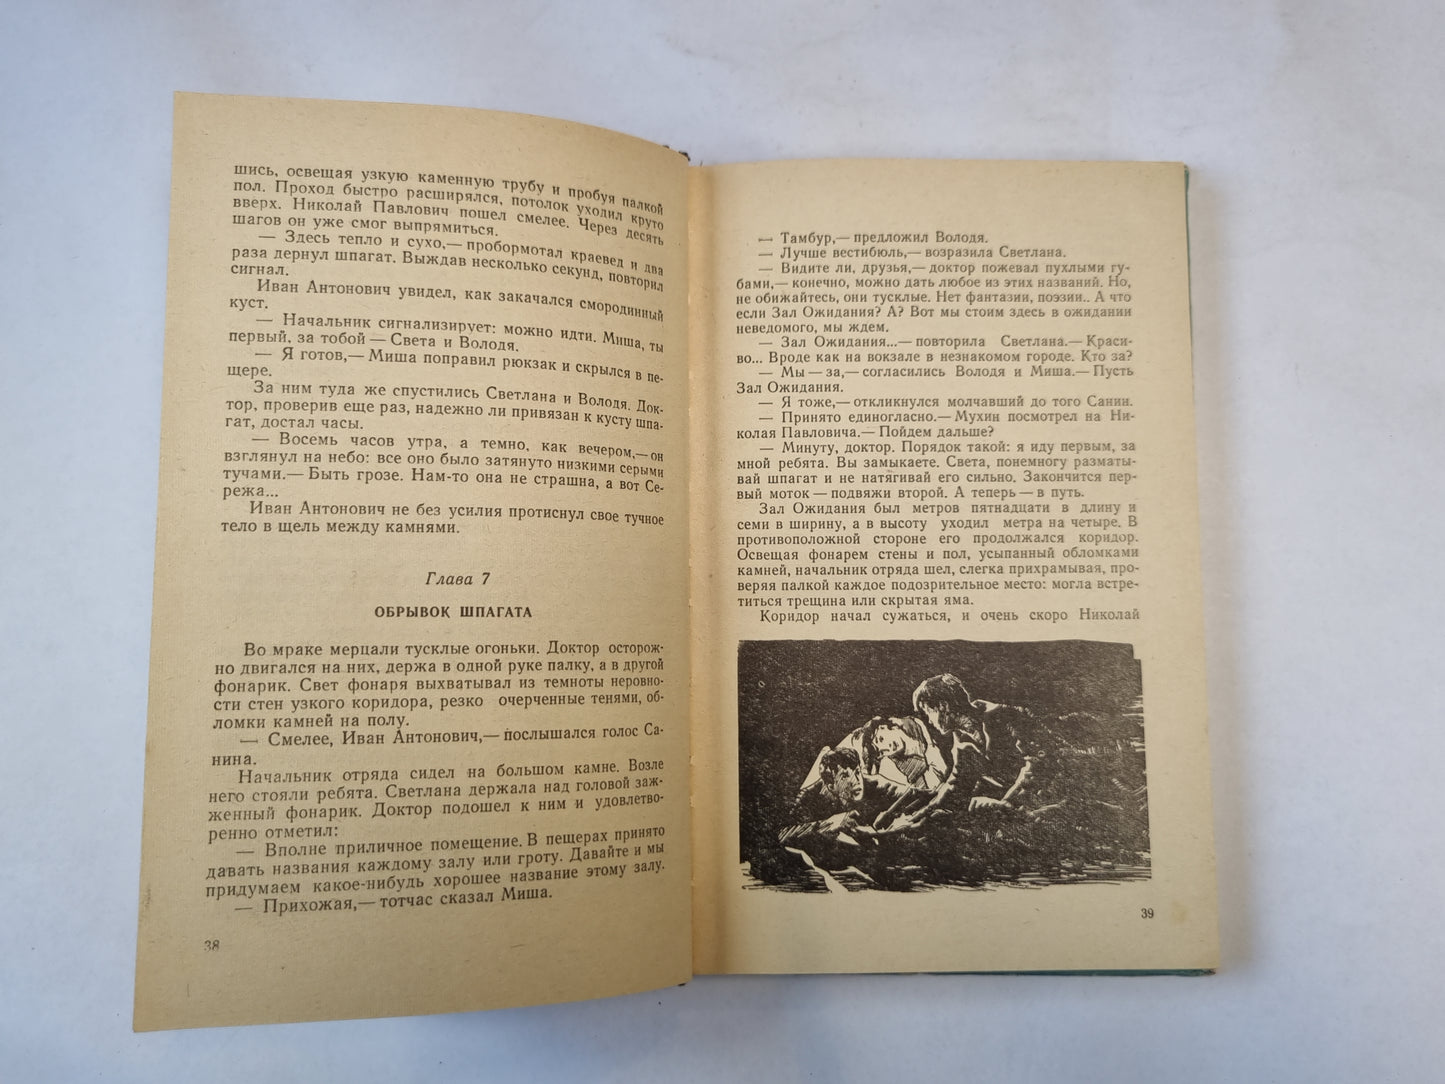 шись, освещая узкую каменную трубу и пробуя палкой
пол. Проход быстро расширялся, потолок уходил круто
вверх. Николай Павлович пошел смелее. Через десять
шагов он уже смог выпрямиться.
— Здесь тепло и сухо,— пробормотал краевед и два
раза дернул шпагат. Выждав несколько секунд, повторил
сигнал.
Иван Антонович увидел, как закачался смородинный
куст.
— Начальник сигнализирует: можно идти. Миша, ты
первый, за тобой — Света и Володя.
— Я готов,— Миша поправил рюкзак и скрылся в пе-
щере.
За ним туда же спустились Светлана и Володя. Док-
тор, проверив еще раз, надежно ли привязан к кусту шпа-
гат, достал часы.
— Восемь часов утра, а темно, как вечером,— он
взглянул на небо: все оно было затянуто низкими серыми
тучами.— Быть грозе. Нам-то она не страшна, а вот Се-
режа...
Иван Антонович не без усилия протиснул свое тучное
тело в щель между камнями.
Глава 7
ОБРЫВОК ШПАГАТА
Во мраке мерцали тусклые огоньки. Доктор осторож-
но двигался на них, держа в одной руке палку, а в другой
фонарик. Свет фонаря выхватывал из темноты неровно-
сти стен узкого коридора, резко очерченные тенями, об-
ломки камней на полу.
— Смелее, Иван Антонович,— послышался голос Са-
нина.
Начальник отряда сидел на большом камне. Возле
него стояли ребята. Светлана держала над головой заж-
женный фонарик. Доктор подошел к ним и удовлетво-
ренно отметил:
— Вполне приличное помещение. В пещерах принято
давать названия каждому залу или гроту. Давайте и мы
придумаем какое-нибудь хорошее название этому залу.
— Прихожая,— тотчас сказал Миша.
38
— Тамбур,— предложил Володя.
— Лучше вестибюль,— возразила Светлана.
— Видите ли, друзья,— доктор пожевал пухлыми гу-
бами,— конечно, можно дать любое из этих названий. Но,
не обижайтесь, они тусклые. Нет фантазии, поэзии.. А что
если Зал Ожидания? А? Вот мы стоим здесь в ожидании
неведомого, мы ждем.
— Зал Ожидания...— повторила Светлана.— Краси-
во... Вроде как на вокзале в незнакомом городе. Кто за?
— Мы — за,— согласились Володя и Миша.— Пусть
Зал Ожидания.
— Я тоже,— откликнулся молчавший до того Санин.
— Принято единогласно.— Мухин посмотрел на Ни-
колая Павловича.— Пойдем дальше?
— Минуту, доктор. Порядок такой: я иду первым, за
мной ребята. Вы замыкаете. Света, понемногу разматы-
вай шпагат и не натягивай его сильно. Закончится пер-
вый моток — подвяжи второй. А теперь — в путь.
Зал Ожидания был метров пятнадцати в длину и
семи в ширину, а в высоту уходил метра на четыре. В
противоположной стороне его продолжался коридор.
Освещая фонарем стены и пол, усыпанный обломками
камней, начальник отряда шел, слегка прихрамывая, про-
веряя палкой каждое подозрительное место: могла встре-
титься трещина или скрытая яма.
Коридор начал сужаться, и очень скоро Николай
39